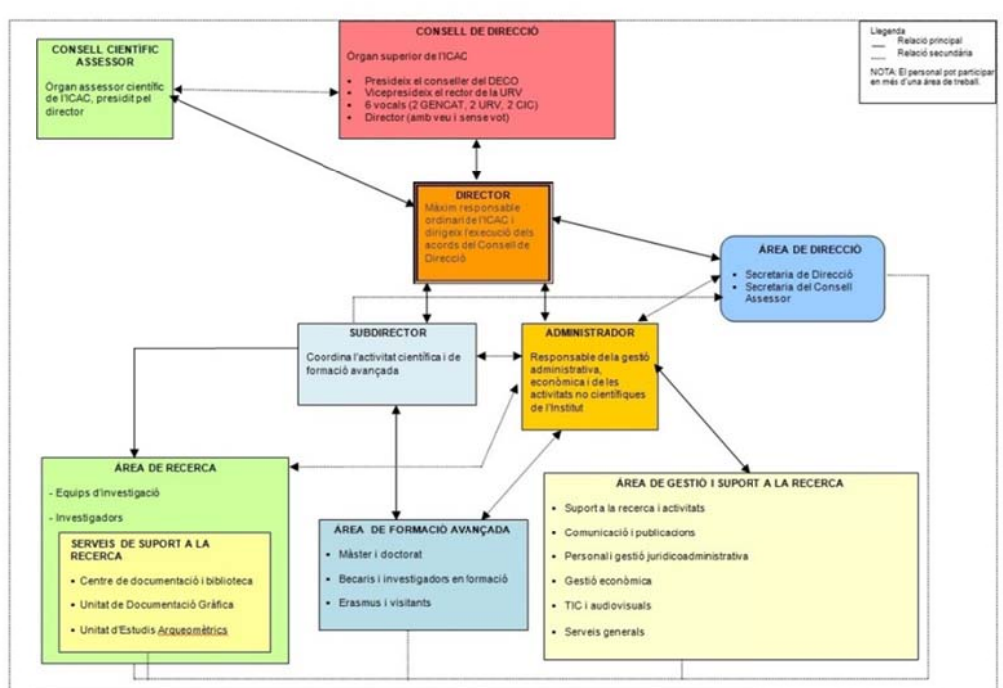 CONSELL CIENTÍFIC
ASSESSOR
Òrgan assessor científic
de l'ICAC, presidit pel
director
CONSELL DE DIRECCIÓ
Òrgan superior de l'ICAC
• Presideix el conseller del DECO
• Vicepresideix el rector de la URV
• 6 vocals (2 GENCAT, 2 URV, 2 CIC)
• Director (amb veu i sense vot)
Llegenda
Relació principal
Relació secundària
NOTA: El personal pot participar
en més d'una àrea de treball.
DIRECTOR
Màxim responsable
ordinari de l'ICAC i
dirigeix l'execució dels
acords del Consell de
Direcció
ÀREA DE DIRECCIÓ
• Secretaria de Direcció
• Secretaria del Consell
Assessor
SUBDIRECTOR
Coordina l'activitat científica i de
formació avançada
ADMINISTRADOR
Responsable de la gestió
administrativa,
econòmica i de les
activitats no científiques
de l'Institut
ÀREA DE RECERCA
- Equips d'investigació
- Investigadors
SERVEIS DE SUPORT A LA
RECERCA
• Centre de documentació i biblioteca
• Unitat de Documentació Gràfica
• Unitat d'Estudis Arqueomètrics
ÀREA DE FORMACIÓ AVANÇADA
• Màster i doctorat
• Becaris i investigadors en formació
• Erasmus i visitants
ÀREA DE GESTIÓ I SUPORT A LA RECERCA
• Suport a la recerca i activitats
• Comunicació i publicacions
• Personal i gestió juridicoadministrativa
• Gestió econòmica
• TIC i audiovisuals
• Serveis generals